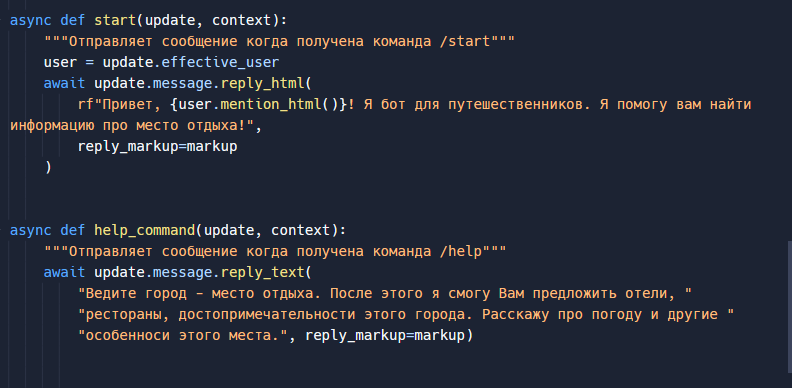 async def start(update, context):
"""Отправляет сообщение когда получена команда /start"""
user = update.effective_user
await update.message.reply_html(
rf"Привет, {user.mention_html()}! Я бот для путешественников. Я помогу вам найти
информацию про место отдыха!",
reply_markup=markup
)
async def help_command(update, context):
"""Отправляет сообщение когда получена команда /help"""
await update.message.reply_text(
"Ведите город - место отдыха. После этого я смогу Вам предложить отели, "
"рестораны, достопримечательности этого города. Расскажу про погоду и другие "
"особенноси этого места.", reply_markup=markup)